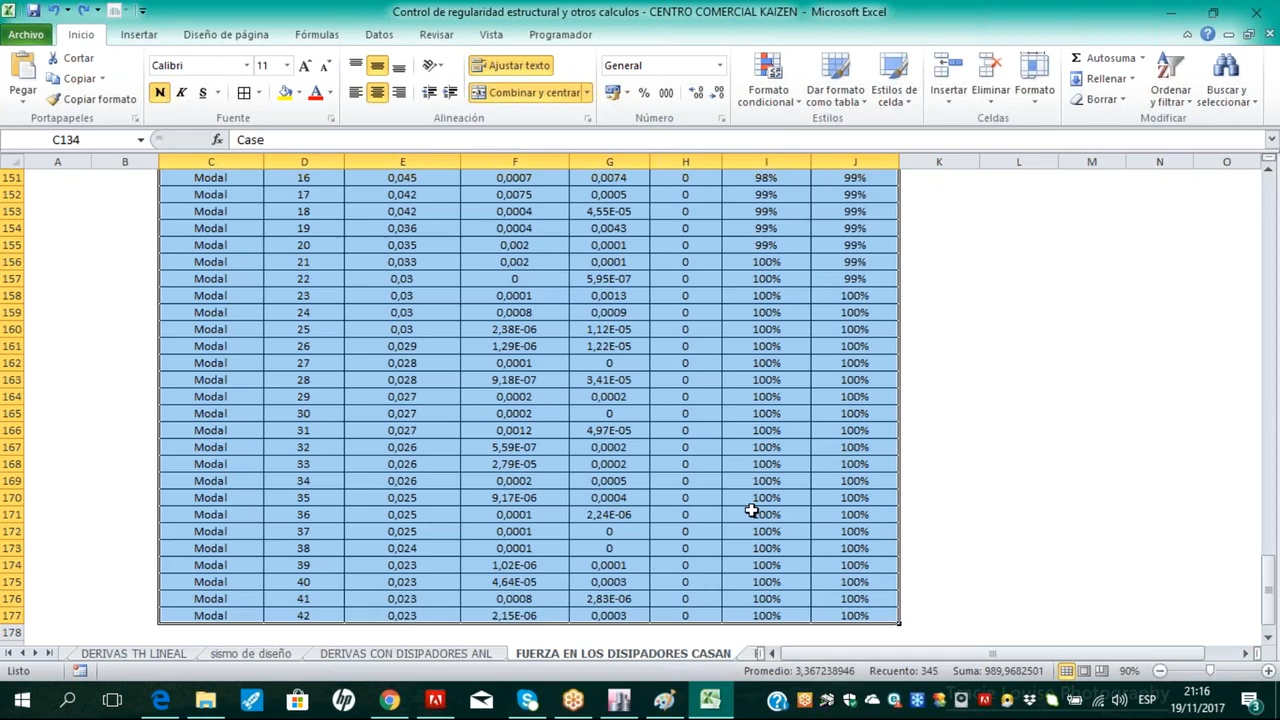 Control de regularidad estructural y otros calculos - CENTRO COMERCIAL KAIZEN - Microsoft Excel
Archivo Inicio Insertar Diseño de página Fórmulas Datos Revisar Vista Programador
Pegar Cortar Copiar Copiar formato
Calibri 11 N K S
Ajustar texto
Combinar y centrar
General
% 000
Formato condicional Dar formato como tabla Estilos de celda
Insertar Eliminar Formato
Autosuma Rellenar Borrar
Ordenar y filtrar Buscar y seleccionar
Portapapeles Fuente Alineación Número Estilos Celdas Modificar
C134 fx Case
A B C D E F G H I J K L M N O
151 Modal 16 0,045 0,0007 0,0074 0 98% 99%
152 Modal 17 0,042 0,0075 0,0005 0 99% 99%
153 Modal 18 0,042 0,0004 4,55E-05 0 99% 99%
154 Modal 19 0,036 0,0004 0,0043 0 99% 99%
155 Modal 20 0,035 0,002 0,0001 0 99% 99%
156 Modal 21 0,033 0,002 0,0001 0 100% 99%
157 Modal 22 0,03 0 5,95E-07 0 100% 99%
158 Modal 23 0,03 0,0001 0,0013 0 100% 100%
159 Modal 24 0,03 0,0008 0,0009 0 100% 100%
160 Modal 25 0,03 2,38E-06 1,12E-05 0 100% 100%
161 Modal 26 0,029 1,29E-06 1,22E-05 0 100% 100%
162 Modal 27 0,028 0,0001 0 0 100% 100%
163 Modal 28 0,028 9,18E-07 3,41E-05 0 100% 100%
164 Modal 29 0,027 0,0002 0,0002 0 100% 100%
165 Modal 30 0,027 0,0002 0 0 100% 100%
166 Modal 31 0,027 0,0012 4,97E-05 0 100% 100%
167 Modal 32 0,026 5,59E-07 0,0002 0 100% 100%
168 Modal 33 0,026 2,79E-05 0,0002 0 100% 100%
169 Modal 34 0,026 0,0002 0,0005 0 100% 100%
170 Modal 35 0,025 9,17E-06 0,0004 0 100% 100%
171 Modal 36 0,025 0,0001 2,24E-06 0 100% 100%
172 Modal 37 0,025 0,0001 0 0 100% 100%
173 Modal 38 0,024 0,0001 0 0 100% 100%
174 Modal 39 0,023 1,02E-06 0,0001 0 100% 100%
175 Modal 40 0,023 4,64E-05 0,0003 0 100% 100%
176 Modal 41 0,023 0,0008 2,83E-06 0 100% 100%
177 Modal 42 0,023 2,15E-06 0,0003 0 100% 100%
178
DERIVAS TH LINEAL sismo de diseño DERIVAS CON DISIPADORES ANL FUERZA EN LOS DISIPADORES CASAN
Listo Promedio: 3,367238946 Recuento: 345 Suma: 989,9682501 90%
ESP 21:16
19/11/2017